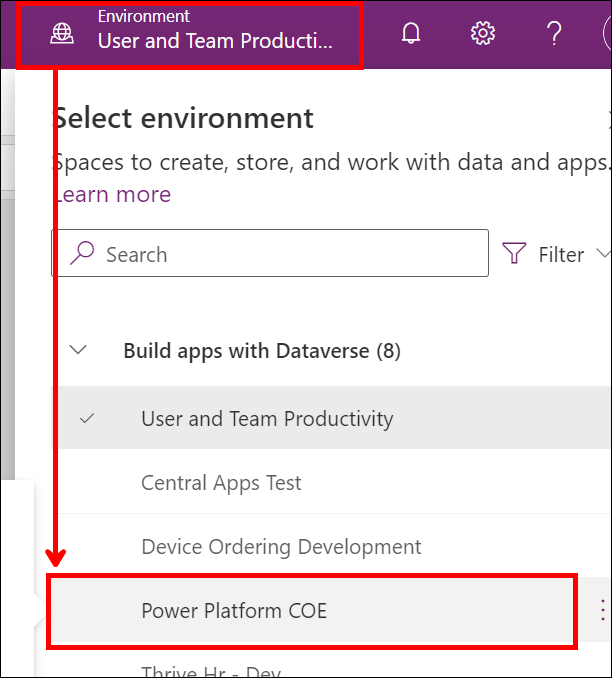 Environment
User and Team Producti...
Select environment
Spaces to create, store, and work with data and apps.
Learn more
Search
Filter
Build apps with Dataverse (8)
User and Team Productivity
Central Apps Test
Device Ordering Development
Power Platform COE
Thrive Hr - Dev